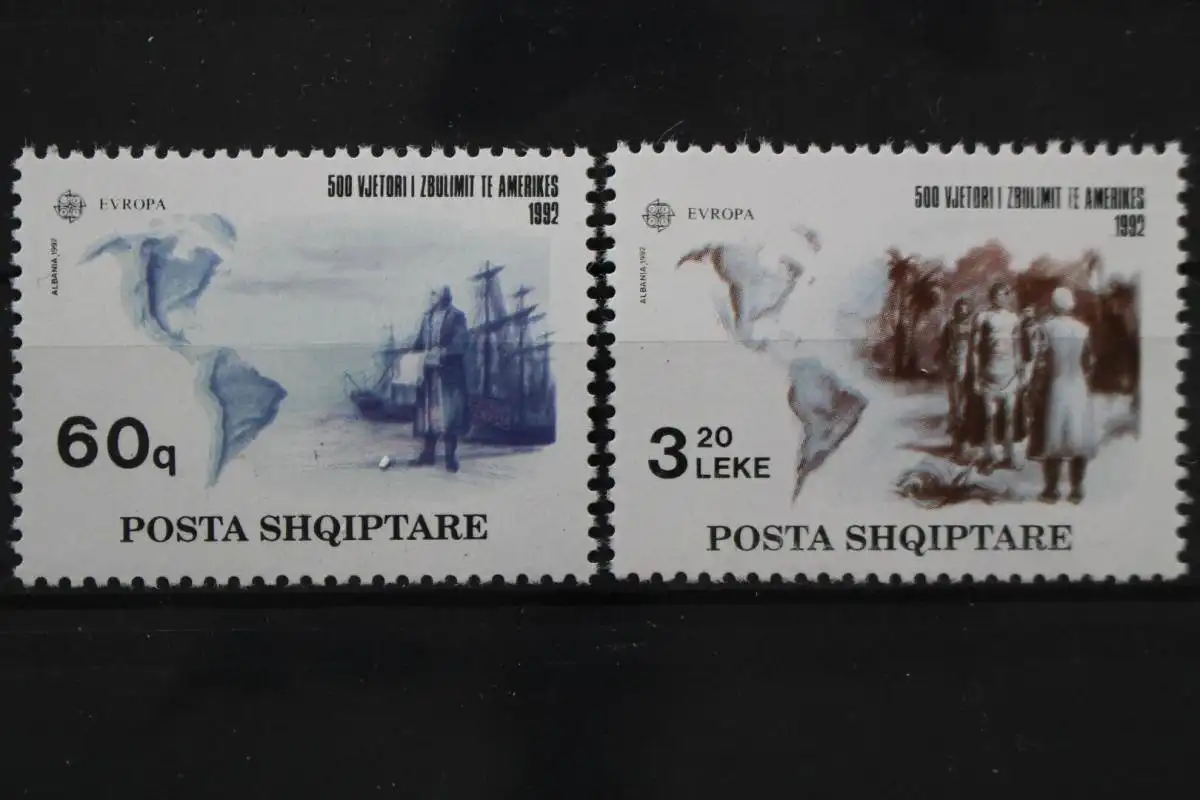 500 VJETORI I ZBULIMIT TE AMERIKES
1992
EVROPA
ALBANIA,1992
60q
POSTA SHQIPTARE
500 VJETORI I ZBULIMIT TE AMERIKES
1992
EVROPA
ALBANIA,1992
3 20
LEKE
POSTA SHQIPTARE